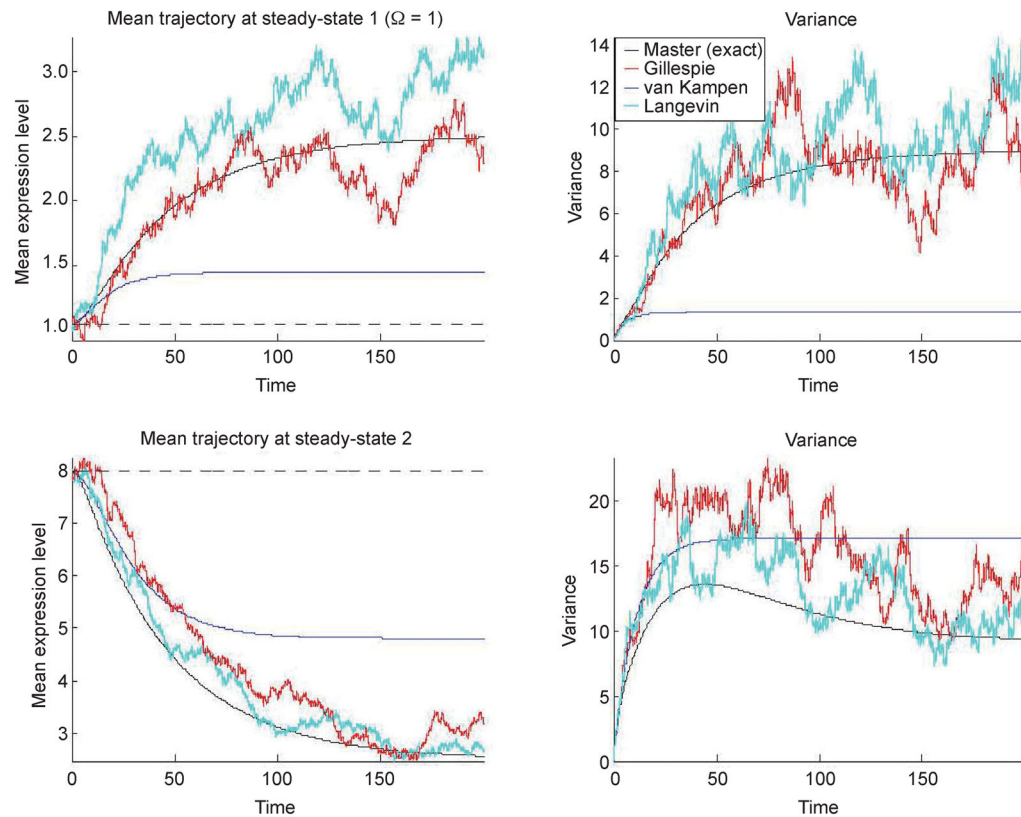 Mean trajectory at steady-state 1 (Ω = 1)
Mean expression level
3.0
2.5
2.0
1.5
1.0
0
50
100
150
Time
Variance
Variance
14
12
10
8
6
4
2
0
Master (exact)
Gillespie
van Kampen
Langevin
0
50
100
150
Time
Mean trajectory at steady-state 2
Mean expression level
8
7
6
5
4
3
0
50
100
150
Time
Variance
Variance
20
15
10
5
0
0
50
100
150
Time